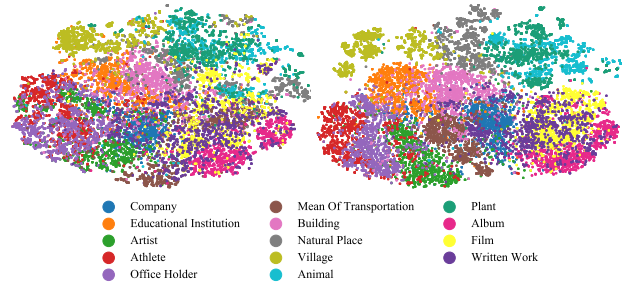 Company
Educational Institution
Artist
Athlete
Office Holder
Mean Of Transportation
Building
Natural Place
Village
Animal
Plant
Album
Film
Written Work